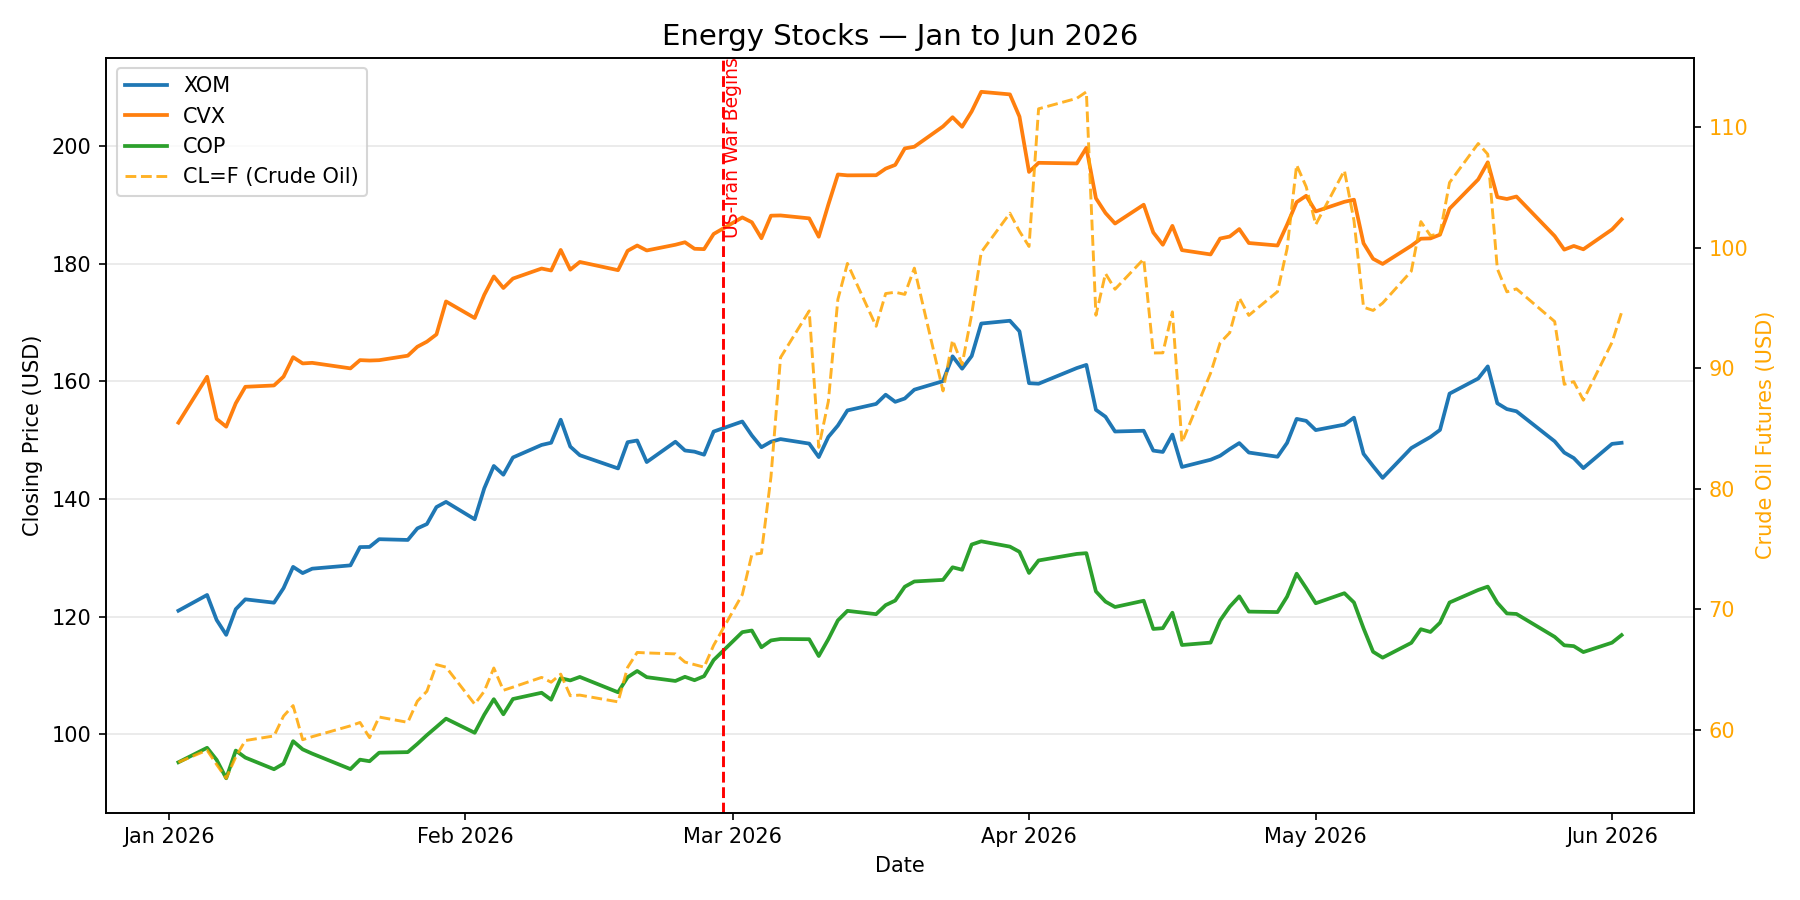 Energy Stocks — Jan to Jun 2026
XOM
CVX
COP
CL=F (Crude Oil)
US-Iran War Begins
Closing Price (USD)
200
180
160
140
120
100
Crude Oil Futures (USD)
110
100
90
80
70
60
Jan 2026
Feb 2026
Mar 2026
Apr 2026
May 2026
Jun 2026
Date